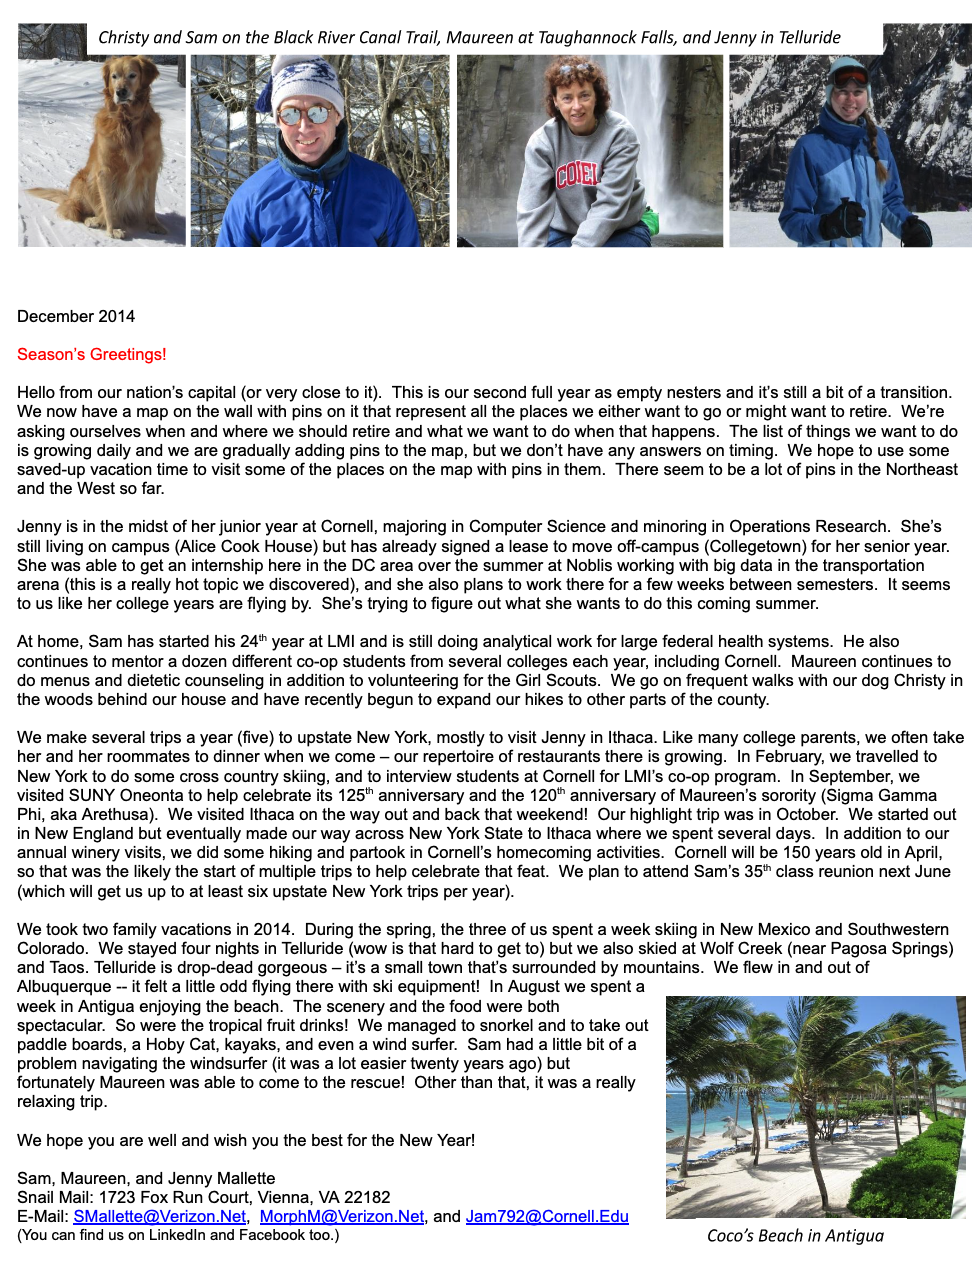 Christy and Sam on the Black River Canal Trail, Maureen at Taughannock Falls, and Jenny in Telluride
December 2014
Season's Greetings!
Hello from our nation's capital (or very close to it).  This is our second full year as empty nesters and it's still a bit of a transition.
We now have a map on the wall with pins on it that represent all the places we either want to go or might want to retire.  We're
asking ourselves when and where we should retire and what we want to do when that happens.  The list of things we want to do
is growing daily and we are gradually adding pins to the map, but we don't have any answers on timing.  We hope to use some
saved-up vacation time to visit some of the places on the map with pins in them.  There seem to be a lot of pins in the Northeast
and the West so far.
Jenny is in the midst of her junior year at Cornell, majoring in Computer Science and minoring in Operations Research.  She's
still living on campus (Alice Cook House) but has already signed a lease to move off-campus (Collegetown) for her senior year.
She was able to get an internship here in the DC area over the summer at Noblis working with big data in the transportation
arena (this is a really hot topic we discovered), and she also plans to work there for a few weeks between semesters.  It seems
to us like her college years are flying by.  She's trying to figure out what she wants to do this coming summer.
At home, Sam has started his 24th year at LMI and is still doing analytical work for large federal health systems.  He also
continues to mentor a dozen different co-op students from several colleges each year, including Cornell.  Maureen continues to
do menus and dietetic counseling in addition to volunteering for the Girl Scouts.  We go on frequent walks with our dog Christy in
the woods behind our house and have recently begun to expand our hikes to other parts of the county.
We make several trips a year (five) to upstate New York, mostly to visit Jenny in Ithaca. Like many college parents, we often take
her and her roommates to dinner when we come – our repertoire of restaurants there is growing.  In February, we travelled to
New York to do some cross country skiing, and to interview students at Cornell for LMI's co-op program.  In September, we
visited SUNY Oneonta to help celebrate its 125th anniversary and the 120th anniversary of Maureen's sorority (Sigma Gamma
Phi, aka Arethusa).  We visited Ithaca on the way out and back that weekend!  Our highlight trip was in October.  We started out
in New England but eventually made our way across New York State to Ithaca where we spent several days.  In addition to our
annual winery visits, we did some hiking and partook in Cornell's homecoming activities.  Cornell will be 150 years old in April,
so that was the likely the start of multiple trips to help celebrate that feat.  We plan to attend Sam's 35th class reunion next June
(which will get us up to at least six upstate New York trips per year).
We took two family vacations in 2014.  During the spring, the three of us spent a week skiing in New Mexico and Southwestern
Colorado.  We stayed four nights in Telluride (wow is that hard to get to) but we also skied at Wolf Creek (near Pagosa Springs)
and Taos. Telluride is drop-dead gorgeous – it's a small town that's surrounded by mountains.  We flew in and out of
Albuquerque -- it felt a little odd flying there with ski equipment!  In August we spent a
week in Antigua enjoying the beach.  The scenery and the food were both
spectacular.  So were the tropical fruit drinks!  We managed to snorkel and to take out
paddle boards, a Hoby Cat, kayaks, and even a wind surfer.  Sam had a little bit of a
problem navigating the windsurfer (it was a lot easier twenty years ago) but
fortunately Maureen was able to come to the rescue!  Other than that, it was a really
relaxing trip.
We hope you are well and wish you the best for the New Year!
Sam, Maureen, and Jenny Mallette
Snail Mail: 1723 Fox Run Court, Vienna, VA 22182
E-Mail: SMallette@Verizon.Net,  MorphM@Verizon.Net, and Jam792@Cornell.Edu
(You can find us on LinkedIn and Facebook too.)
Coco's Beach in Antigua